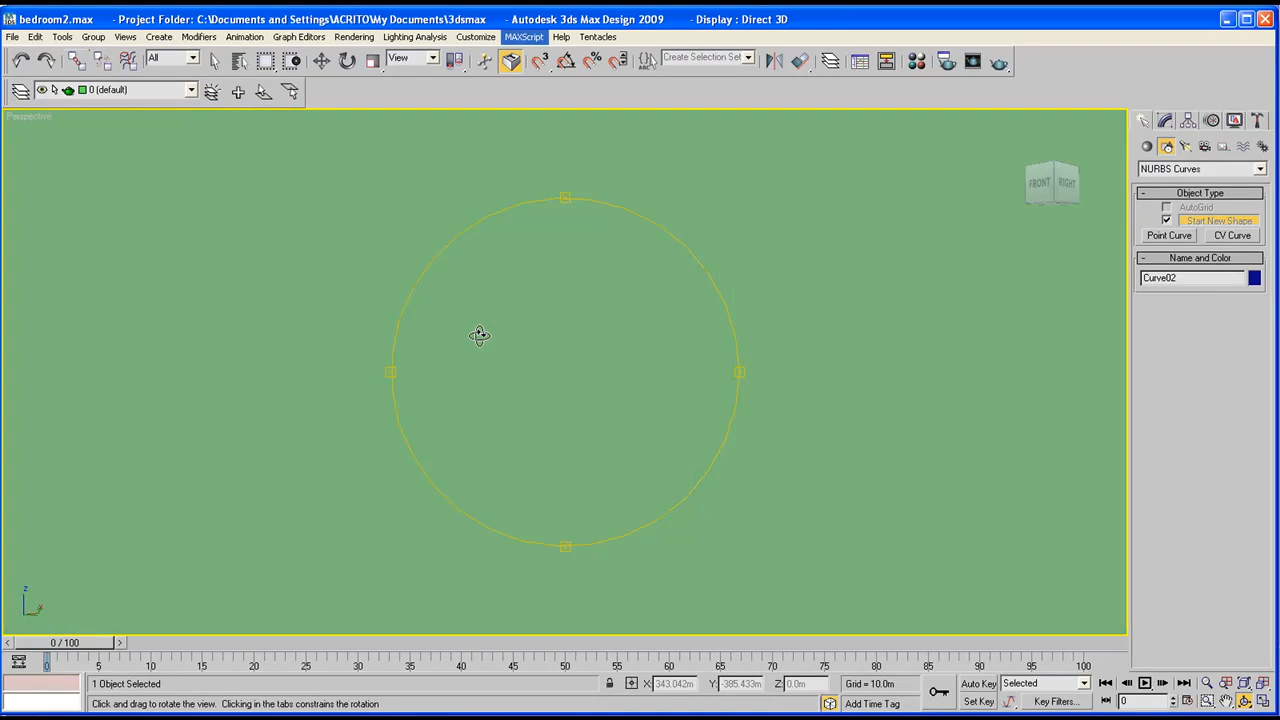 bedroom2.max - Project Folder: C:\Documents and Settings\ACRITO\My Documents\3dsmax - Autodesk 3ds Max Design 2009 - Display : Direct 3D
File Edit Tools Group Views Create Modifiers Animation Graph Editors Rendering Lighting Analysis Customize MAXScript Help Tentacles
All View Create Selection Set
0 (default)
Perspective
FRONT RIGHT
NURBS Curves
- Object Type
AutoGrid
Start New Shape
Point Curve CV Curve
- Name and Color
Curve02
z
x
< 0 / 100 >
0 5 10 15 20 25 30 35 40 45 50 55 60 65 70 75 80 85 90 95 100
1 Object Selected X: 343.042m Y: -385.433m Z: 0.0m Grid = 10.0m Auto Key Selected
Click and drag to rotate the view. Clicking in the tabs constrains the rotation Add Time Tag Set Key Key Filters... 0